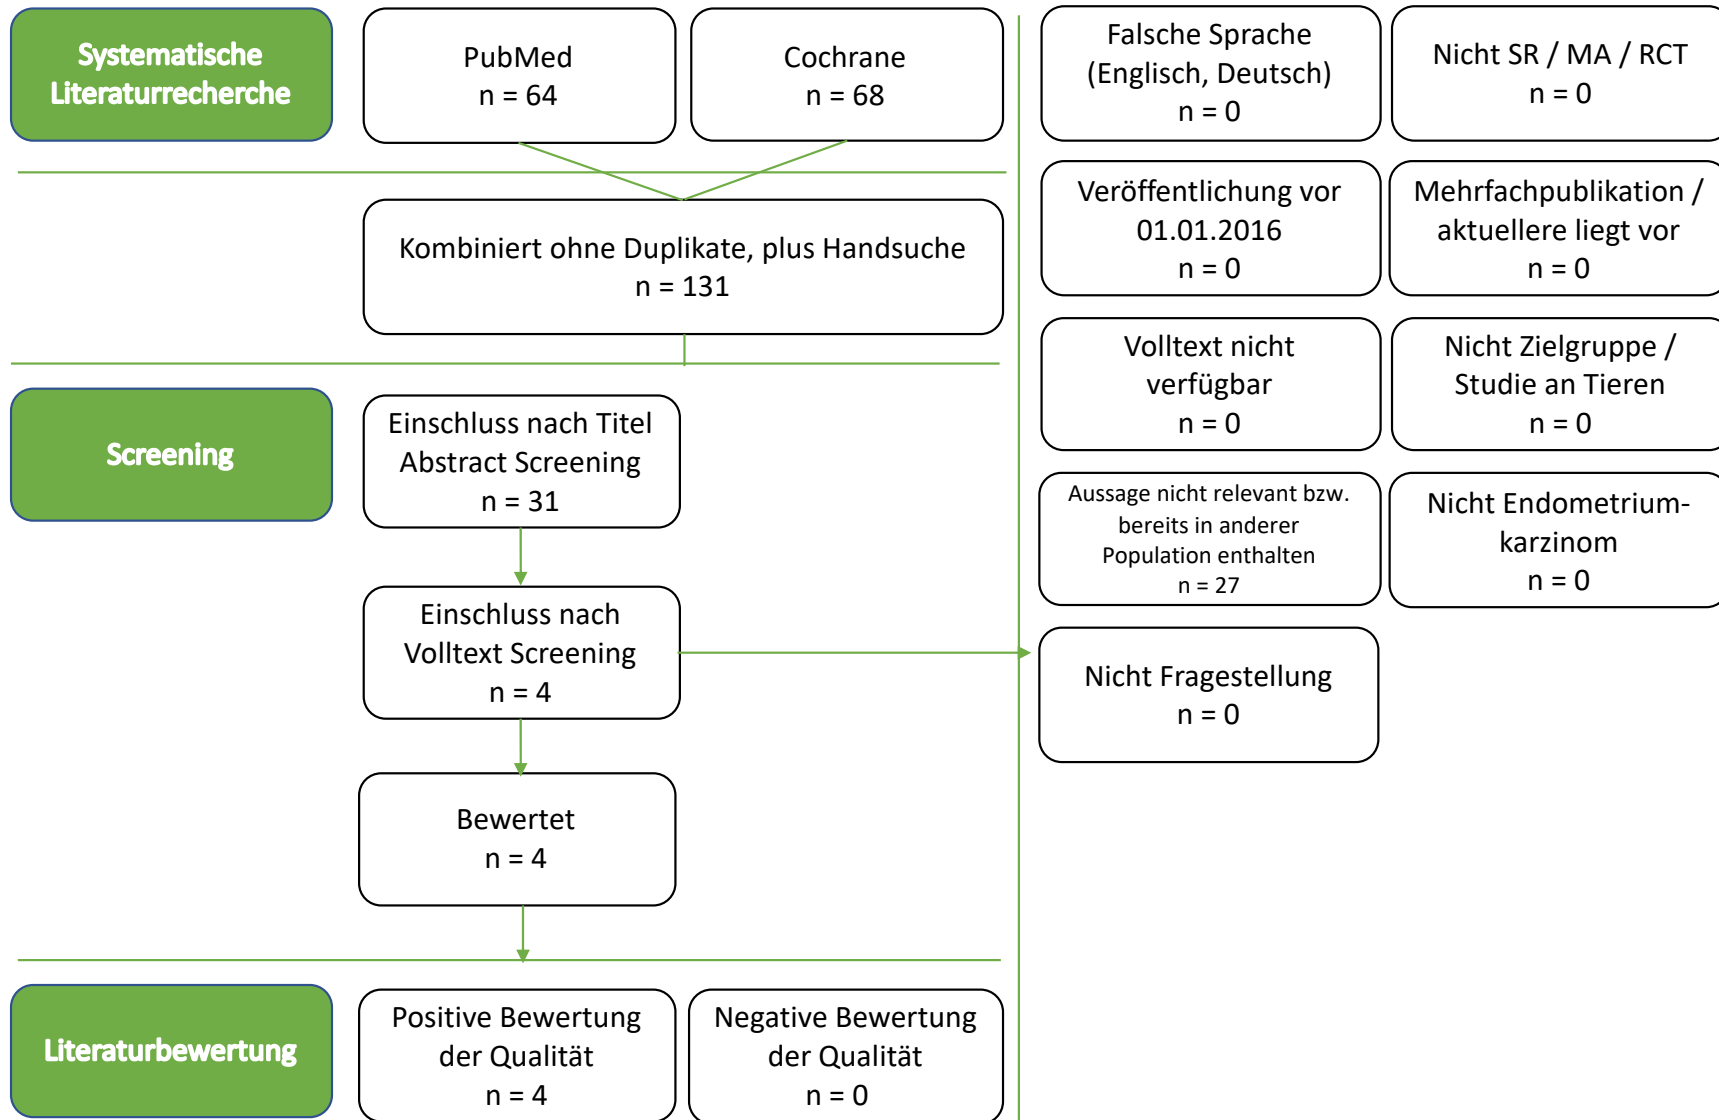 Systematische
Literaturrecherche
PubMed
n = 64
Cochrane
n = 68
Kombiniert ohne Duplikate, plus Handsuche
n = 131
Screening
Einschluss nach Titel
Abstract Screening
n = 31
Einschluss nach
Volltext Screening
n = 4
Bewertet
n = 4
Literaturbewertung
Positive Bewertung
der Qualität
n = 4
Negative Bewertung
der Qualität
n = 0
Falsche Sprache
(Englisch, Deutsch)
n = 0
Nicht SR / MA / RCT
n = 0
Veröffentlichung vor
01.01.2016
n = 0
Mehrfachpublikation /
aktuellere liegt vor
n = 0
Volltext nicht
verfügbar
n = 0
Nicht Zielgruppe /
Studie an Tieren
n = 0
Aussage nicht relevant bzw.
bereits in anderer
Population enthalten
n = 27
Nicht Endometrium-
karzinom
n = 0
Nicht Fragestellung
n = 0